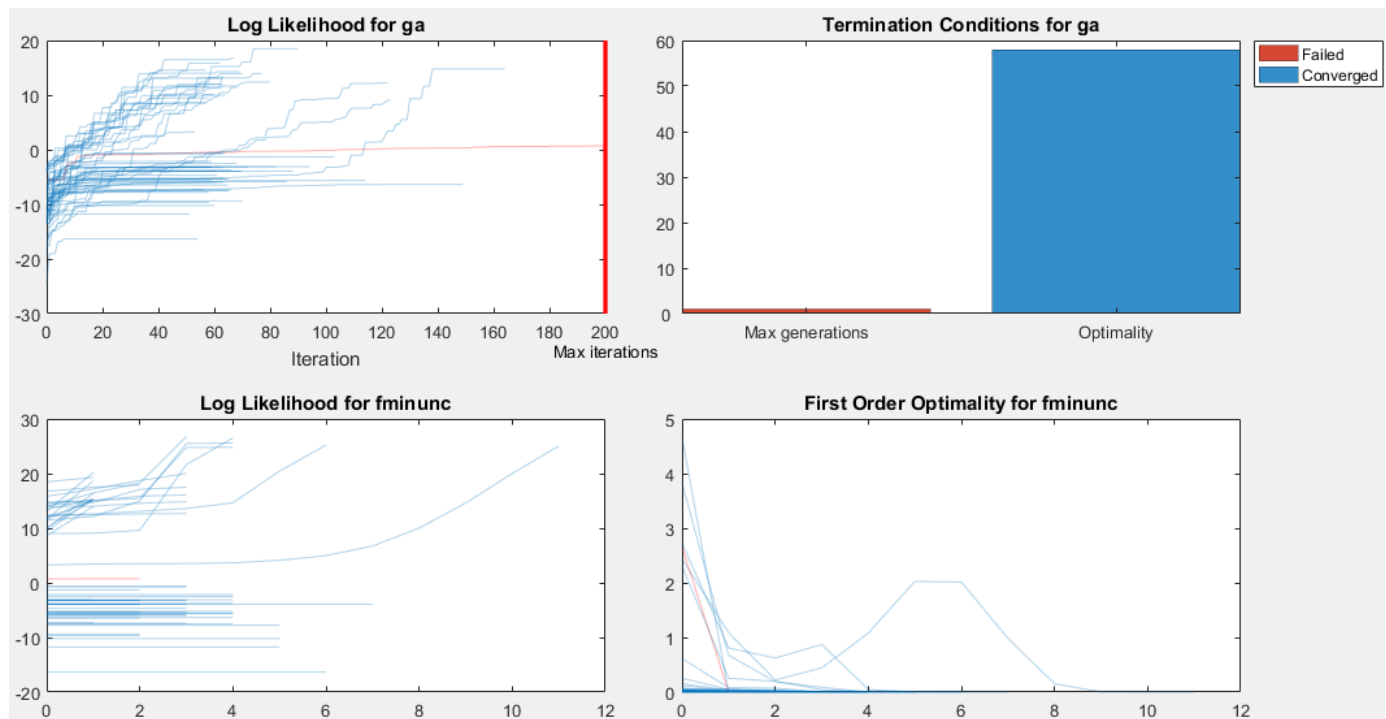 Log Likelihood for ga
20
10
0
-10
-20
-30
0 20 40 60 80 100 120 140 160 180 200
Iteration
Max iterations
Termination Conditions for ga
60
50
40
30
20
10
0
Max generations Optimality
Failed
Converged
Log Likelihood for fminunc
30
20
10
0
-10
-20
0 2 4 6 8 10 12
First Order Optimality for fminunc
5
4
3
2
1
0
0 2 4 6 8 10 12